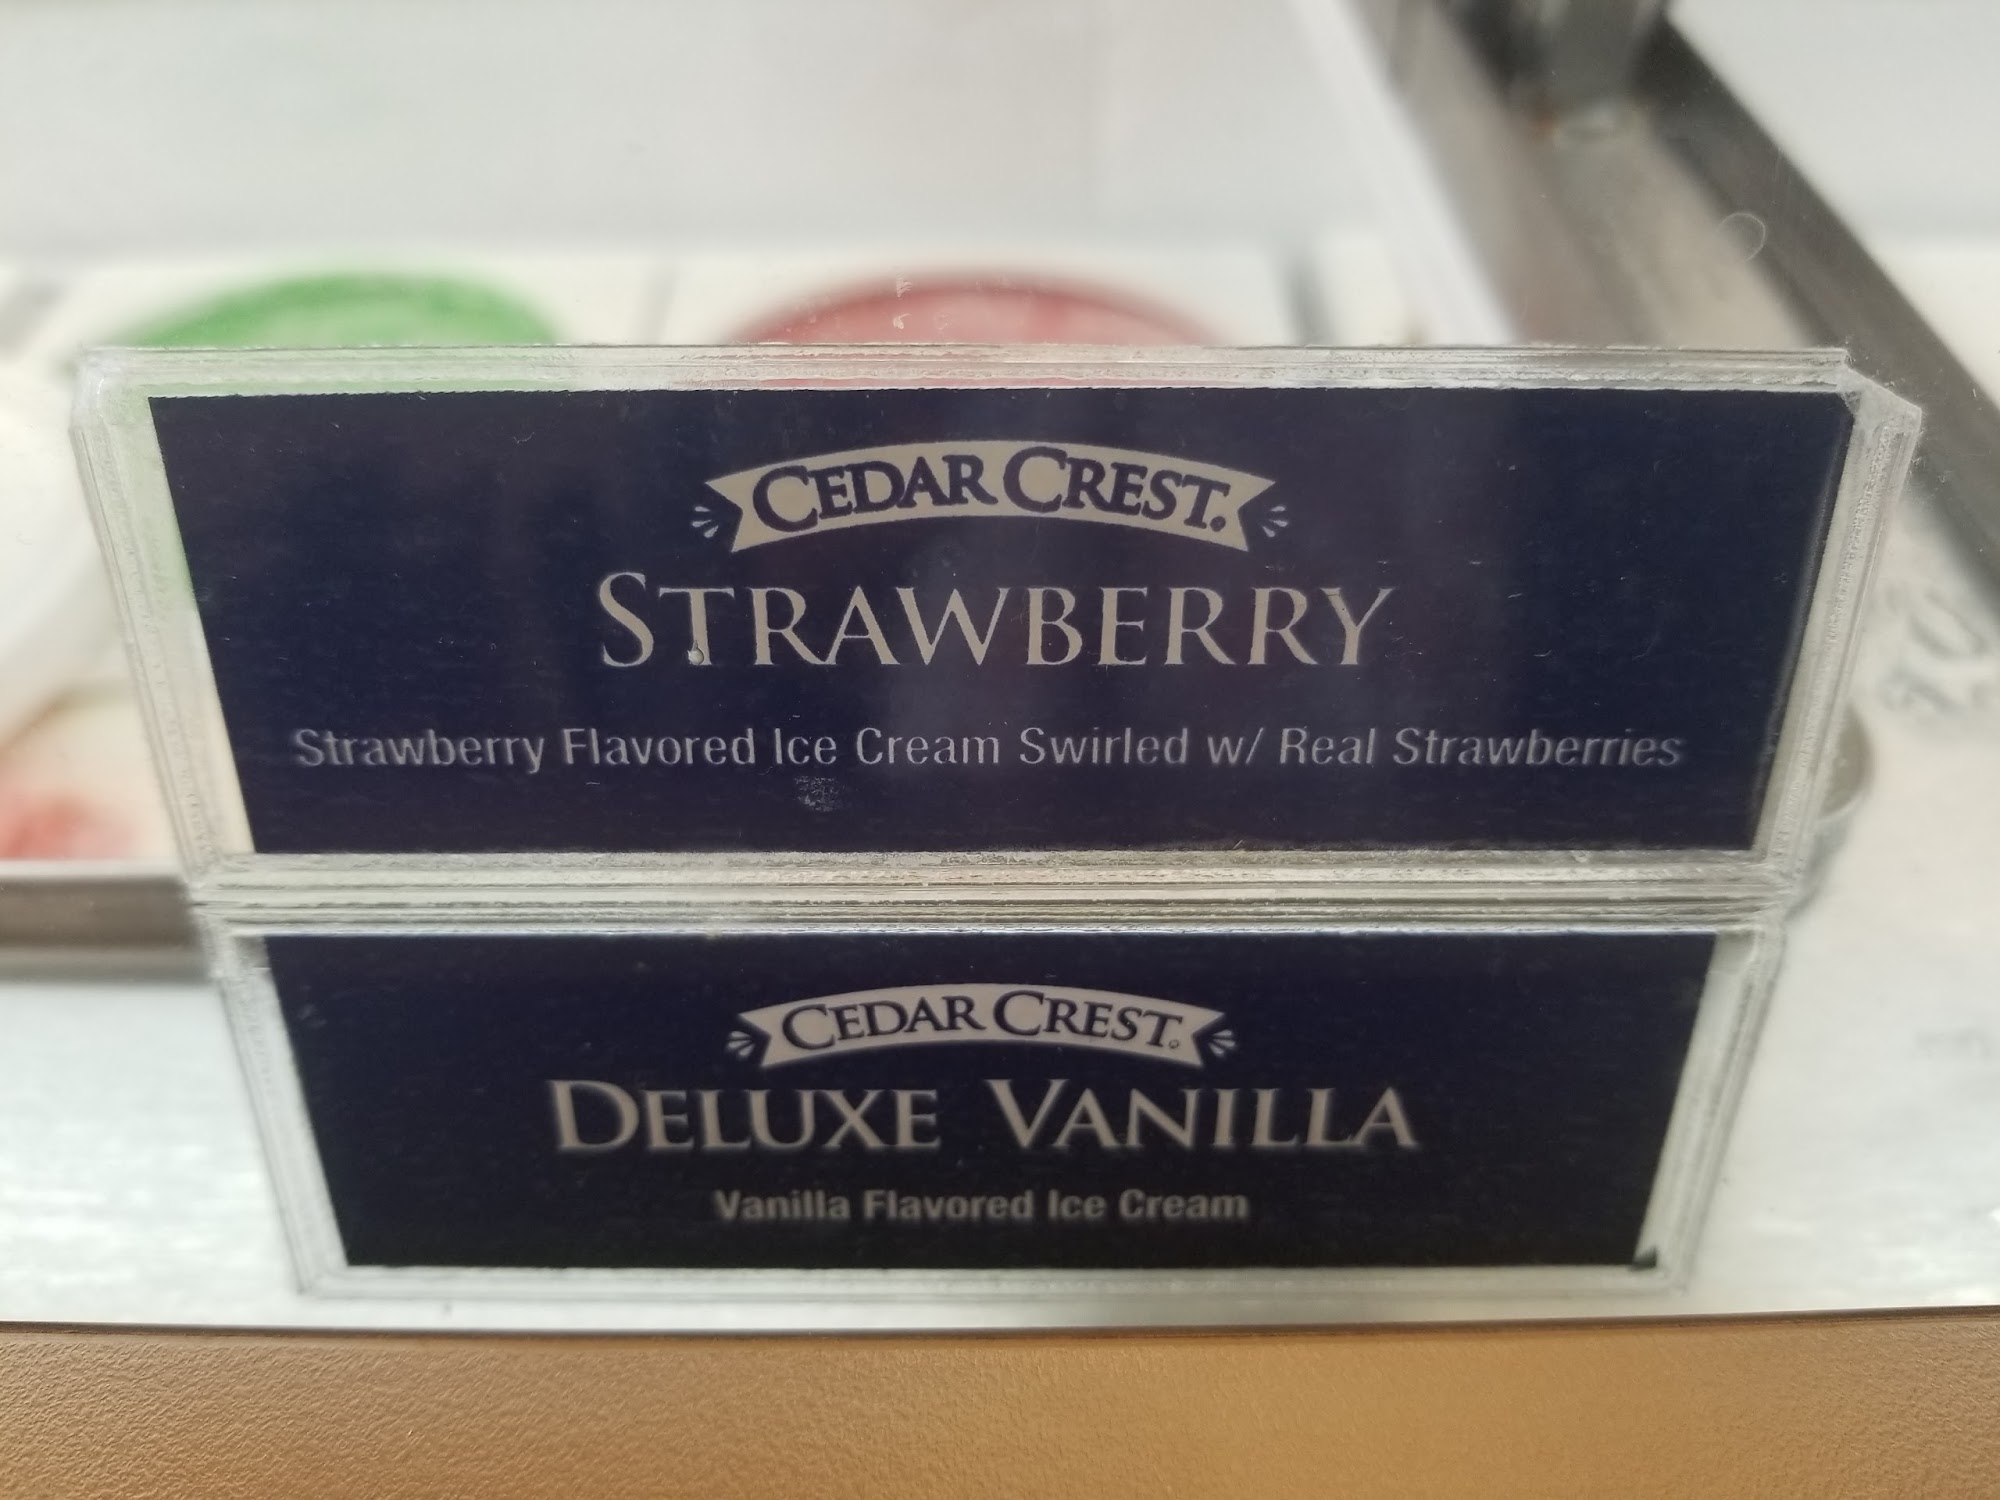 CEDAR CREST.
STRAWBERRY
Strawberry Flavored Ice Cream Swirled w/ Real Strawberries
CEDAR CREST.
DELUXE VANILLA
Vanilla Flavored Ice Cream